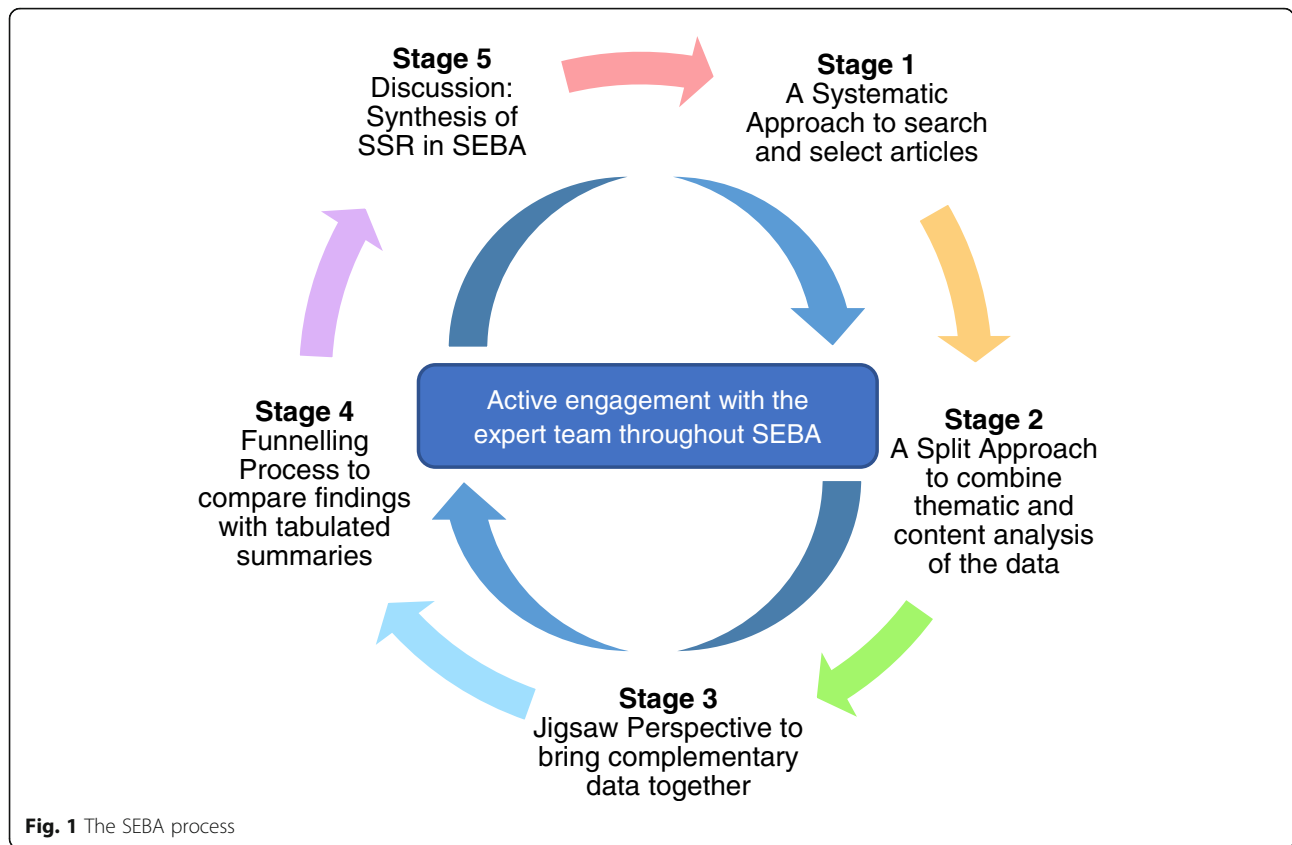 Stage 1
A Systematic
Approach to search
and select articles
Stage 2
A Split Approach
to combine
thematic and
content analysis
of the data
Stage 3
Jigsaw Perspective to
bring complementary
data together
Stage 4
Funnelling
Process to
compare findings
with tabulated
summaries
Stage 5
Discussion:
Synthesis of
SSR in SEBA
Active engagement with the
expert team throughout SEBA
Fig. 1 The SEBA process